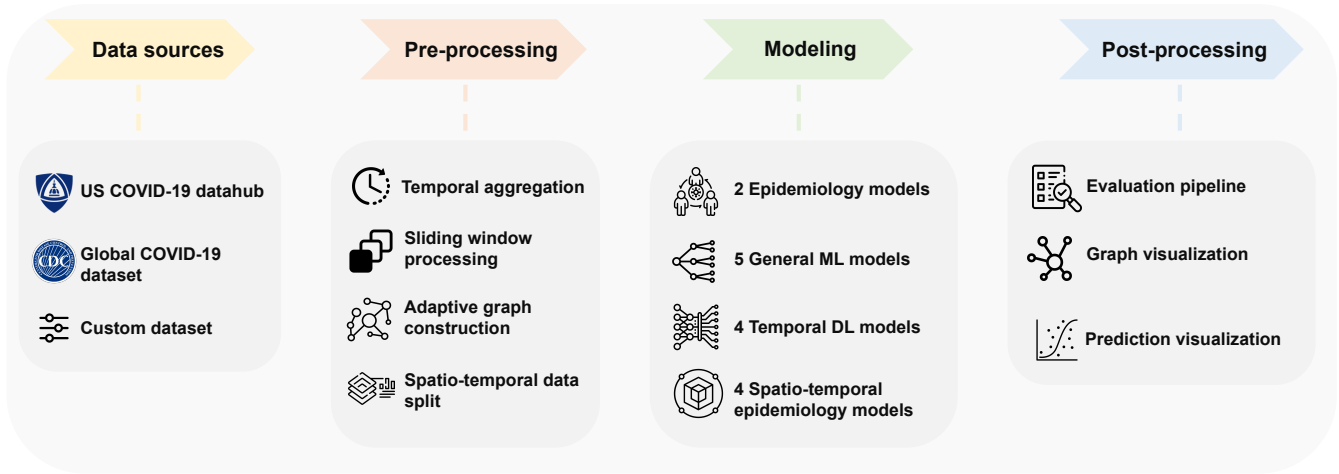 Data sources
Pre-processing
Modeling
Post-processing
US COVID-19 datahub
CDC
Global COVID-19
dataset
Custom dataset
Temporal aggregation
Sliding window
processing
Adaptive graph
construction
Spatio-temporal data
split
2 Epidemiology models
5 General ML models
4 Temporal DL models
4 Spatio-temporal
epidemiology models
Evaluation pipeline
Graph visualization
Prediction visualization